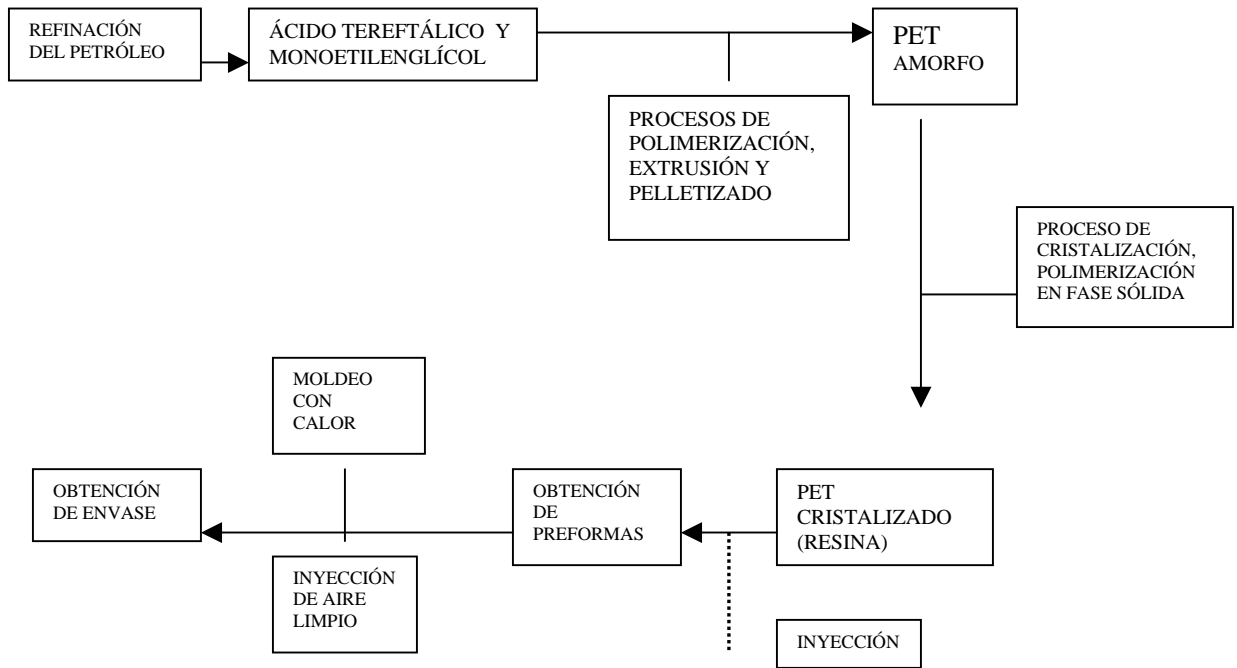 REFINACIÓN
DEL PETRÓLEO
ÁCIDO TEREFTÁLICO Y
MONOETILENGLÍCOL
PET
AMORFO
PROCESOS DE
POLIMERIZACIÓN,
EXTRUSIÓN Y
PELLETIZADO
PROCESO DE
CRISTALIZACIÓN,
POLIMERIZACIÓN
EN FASE SÓLIDA
MOLDEO
CON
CALOR
OBTENCIÓN
DE ENVASE
OBTENCIÓN
DE
PREFORMAS
PET
CRISTALIZADO
(RESINA)
INYECCIÓN
DE AIRE
LIMPIO
INYECCIÓN